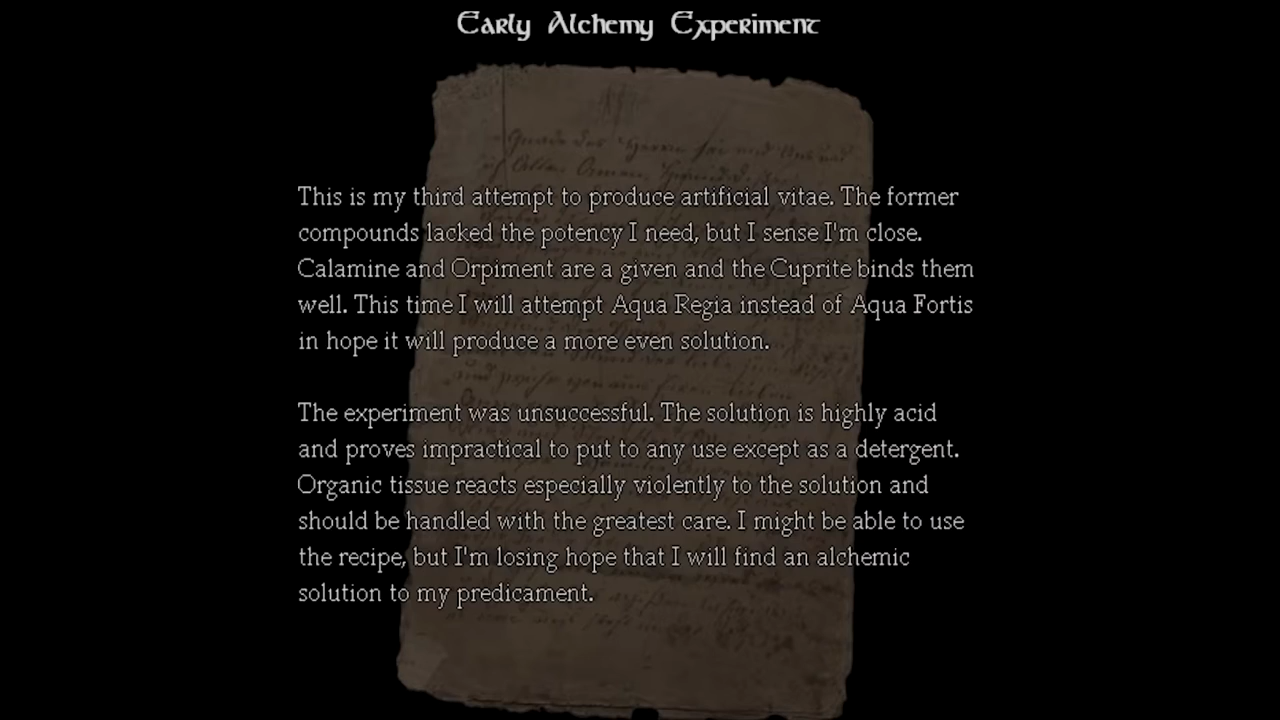 Early Alchemy Experiment
This is my third attempt to produce artificial vitae. The former
compounds lacked the potency I need, but I sense I'm close.
Calamine and Orpiment are a given and the Cuprite binds them
well. This time I will attempt Aqua Regia instead of Aqua Fortis
in hope it will produce a more even solution.
The experiment was unsuccessful. The solution is highly acid
and proves impractical to put to any use except as a detergent.
Organic tissue reacts especially violently to the solution and
should be handled with the greatest care. I might be able to use
the recipe, but I'm losing hope that I will find an alchemic
solution to my predicament.